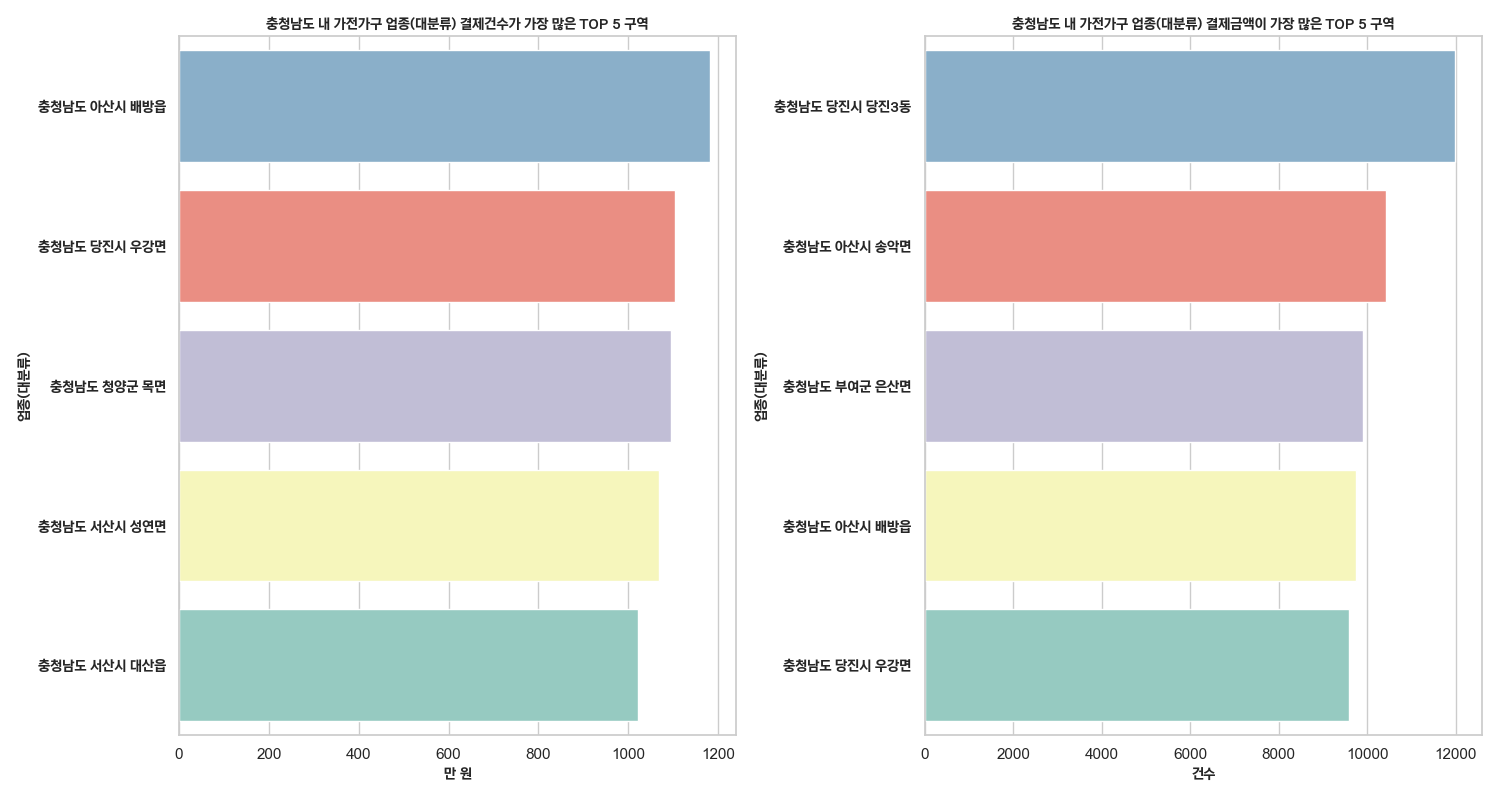 충청남도 내 가전가구 업종(대분류) 결제건수가 가장 많은 TOP 5 구역
업종(대분류)
충청남도 아산시 배방읍
충청남도 당진시 우강면
충청남도 청양군 목면
충청남도 서산시 성연면
충청남도 서산시 대산읍
0 200 400 600 800 1000 1200
만 원
충청남도 내 가전가구 업종(대분류) 결제금액이 가장 많은 TOP 5 구역
업종(대분류)
충청남도 당진시 당진3동
충청남도 아산시 송악면
충청남도 부여군 은산면
충청남도 아산시 배방읍
충청남도 당진시 우강면
0 2000 4000 6000 8000 10000 12000
건수